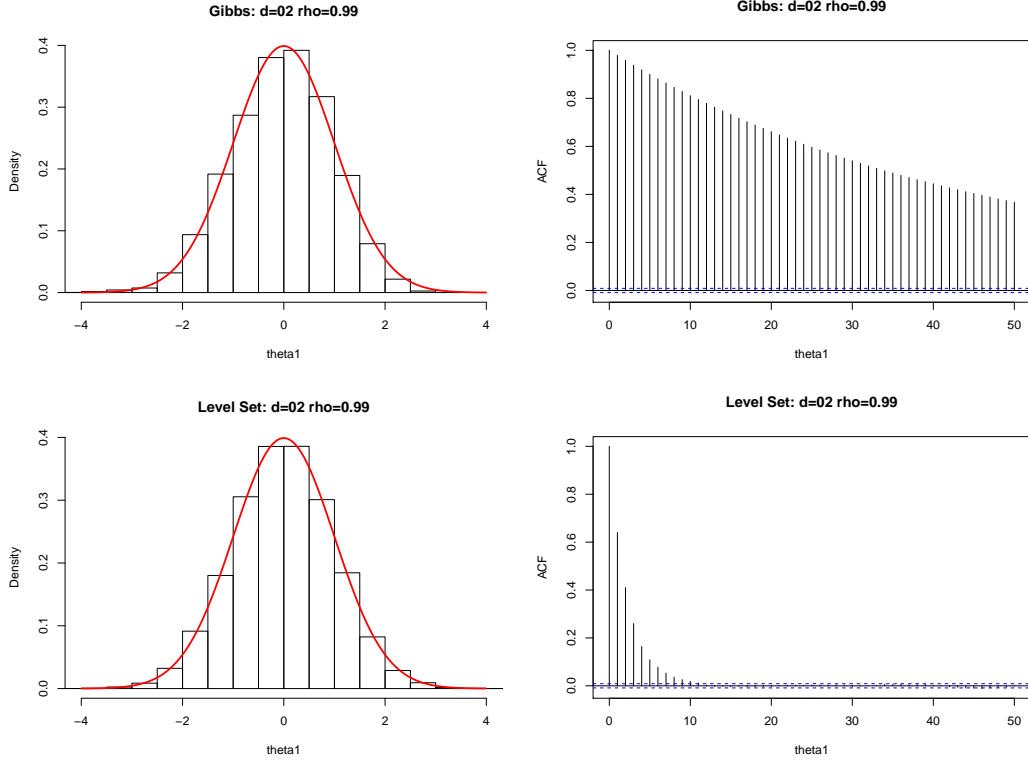 Gibbs: d=02 rho=0.99
Density
0.0 0.1 0.2 0.3 0.4
−4 −2 0 2 4
theta1
Gibbs: d=02 rho=0.99
ACF
0.0 0.2 0.4 0.6 0.8 1.0
0 10 20 30 40 50
theta1
Level Set: d=02 rho=0.99
Density
0.0 0.1 0.2 0.3 0.4
−4 −2 0 2 4
theta1
Level Set: d=02 rho=0.99
ACF
0.0 0.2 0.4 0.6 0.8 1.0
0 10 20 30 40 50
theta1